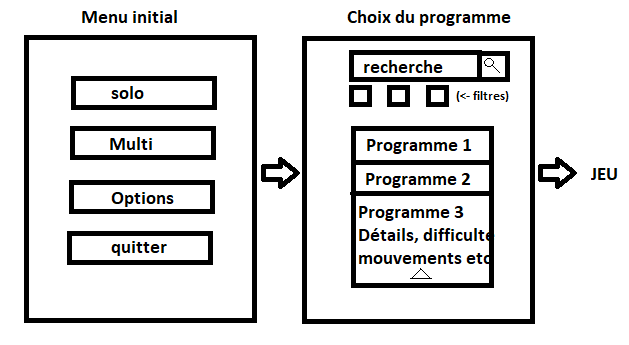 Menu initial
solo
Multi
Options
quitter
Choix du programme
recherche
(<- filtres)
Programme 1
Programme 2
Programme 3
Détails, difficulté
mouvements etc
JEU